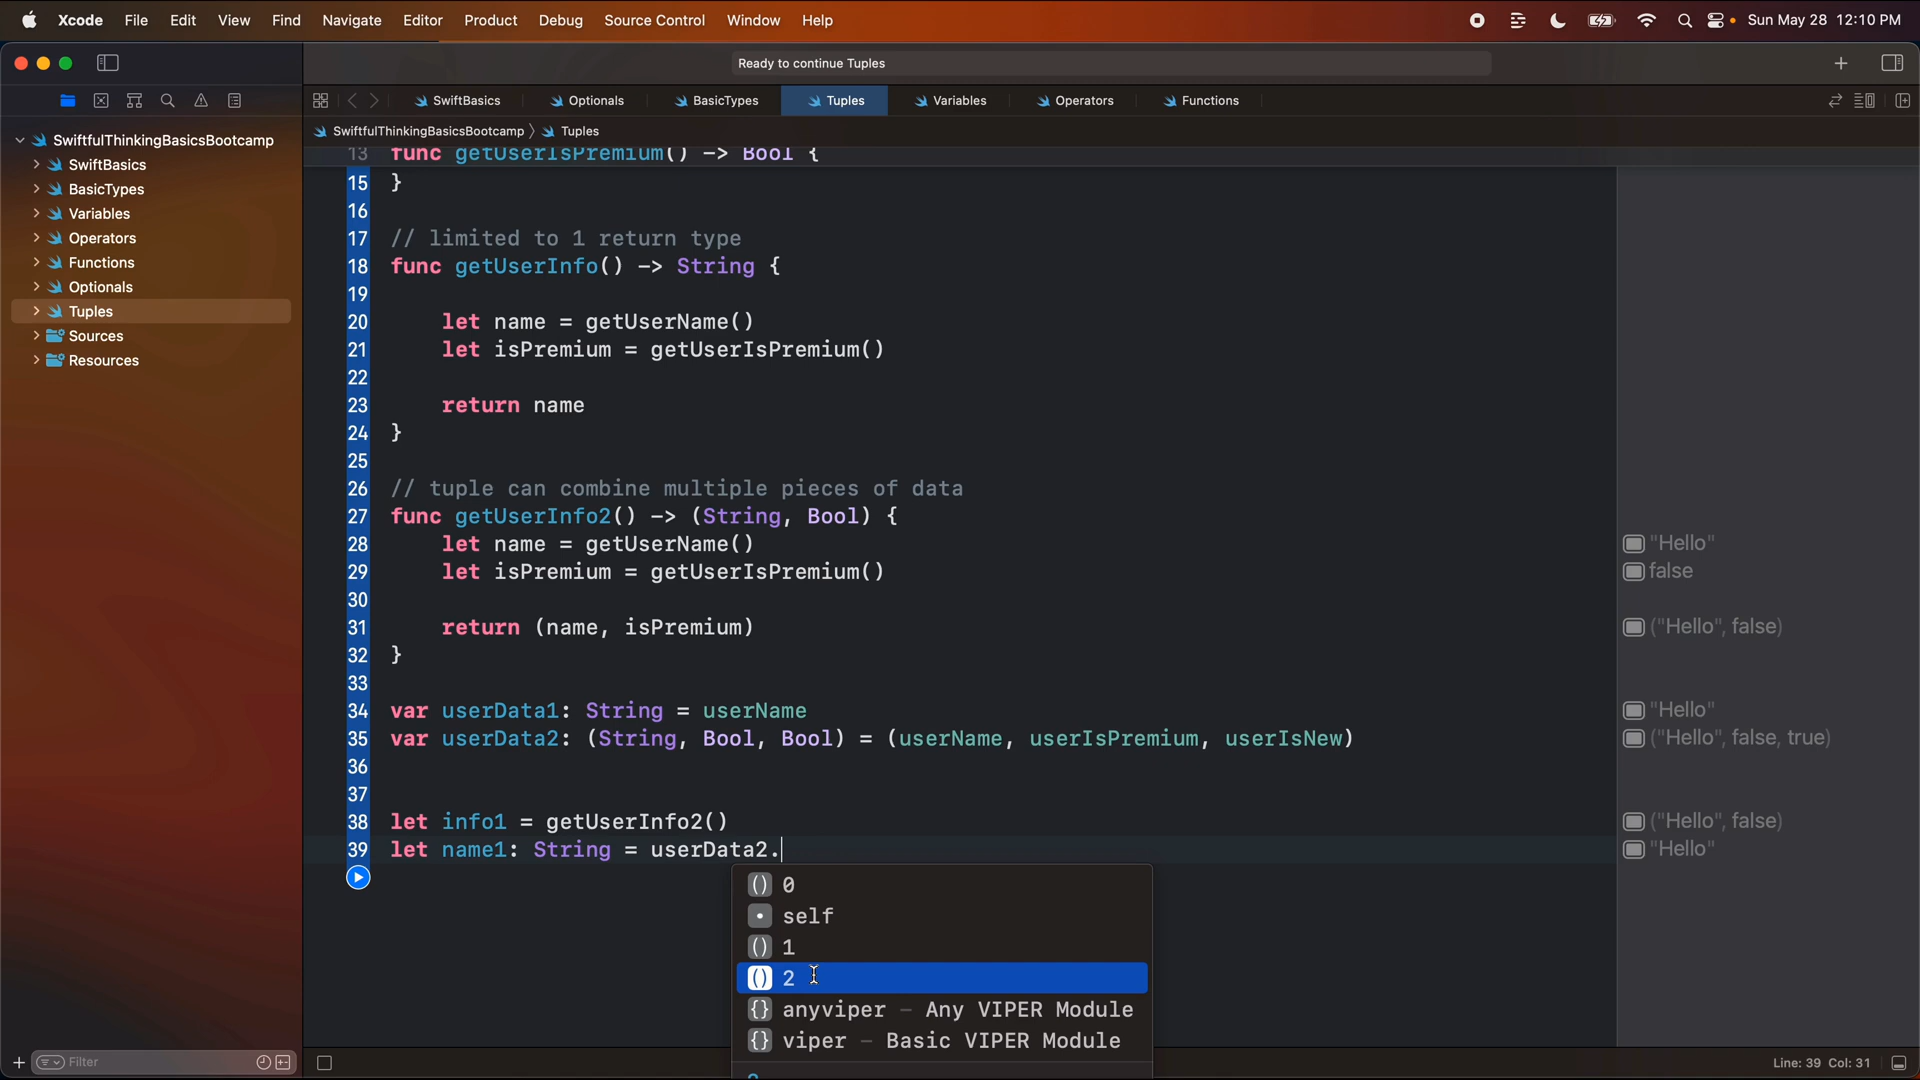 Xcode File Edit View Find Navigate Editor Product Debug Source Control Window Help Sun May 28 12:10 PM
Ready to continue Tuples
SwiftBasics Optionals BasicTypes Tuples Variables Operators Functions
SwiftfulThinkingBasicsBootcamp 〉 Tuples
SwiftfulThinkingBasicsBootcamp
SwiftBasics
BasicTypes
Variables
Operators
Functions
Optionals
Tuples
Sources
Resources
13 func getUserIsPremium() -> Bool {
15 }
16
17 // limited to 1 return type
18 func getUserInfo() -> String {
19
20 let name = getUserName()
21 let isPremium = getUserIsPremium()
22
23 return name
24 }
25
26 // tuple can combine multiple pieces of data
27 func getUserInfo2() -> (String, Bool) {
28 let name = getUserName() "Hello"
29 let isPremium = getUserIsPremium() false
30
31 return (name, isPremium) ("Hello", false)
32 }
33
34 var userData1: String = userName "Hello"
35 var userData2: (String, Bool, Bool) = (userName, userIsPremium, userIsNew) ("Hello", false, true)
36
37
38 let info1 = getUserInfo2() ("Hello", false)
39 let name1: String = userData2. "Hello"
() 0
self
() 1
() 2
{} anyviper – Any VIPER Module
{} viper – Basic VIPER Module
Filter
Line: 39 Col: 31